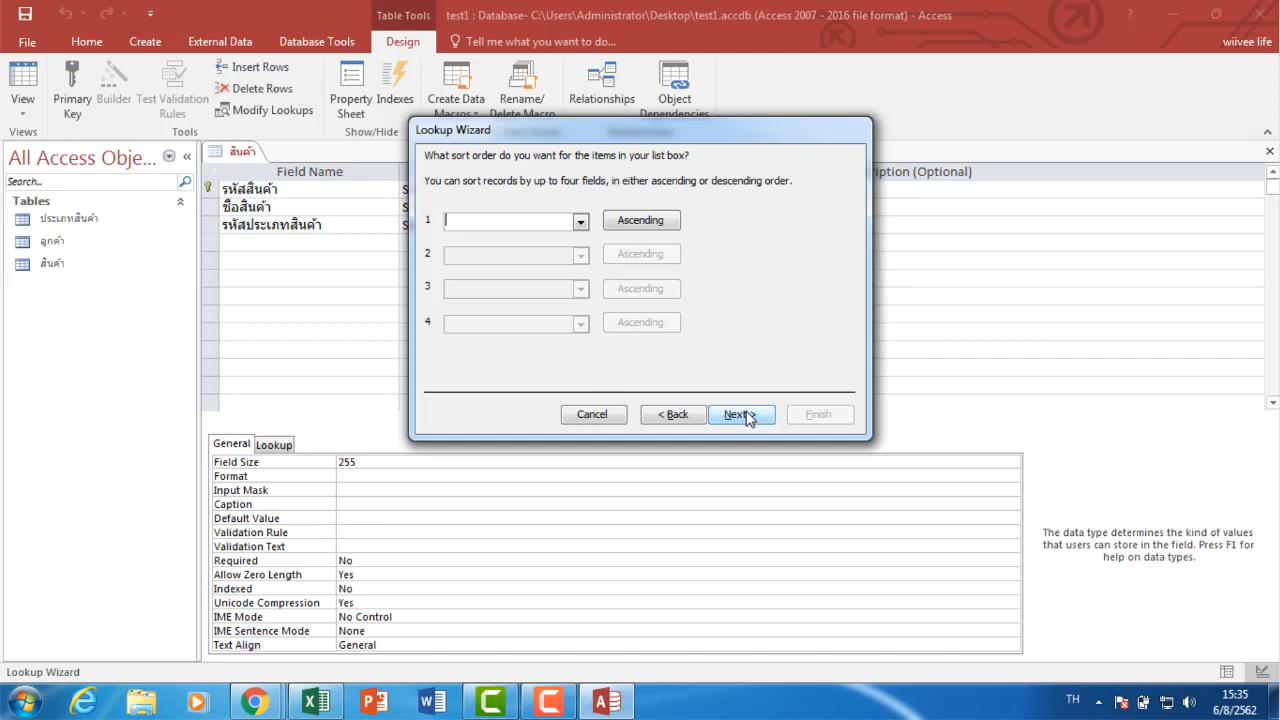 Table Tools
test1 : Database- C:\Users\Administrator\Desktop\test1.accdb (Access 2007 - 2016 file format) - Access
?
File
Home
Create
External Data
Database Tools
Design
Tell me what you want to do...
wiivee life
View
Primary Key
Builder
Test Validation Rules
Insert Rows
Delete Rows
Modify Lookups
Property Sheet
Indexes
Rename/ Delete Macro
Create Data Macros
Relationships
Object Dependencies
Views
Tools
Show/Hide
All Access Obje...
Search...
Tables
ประเภทสินค้า
ลูกค้า
สินค้า
สินค้า
Field Name
ption (Optional)
รหัสสินค้า
ชื่อสินค้า
รหัสประเภทสินค้า
Lookup Wizard
What sort order do you want for the items in your list box?
You can sort records by up to four fields, in either ascending or descending order.
1
Ascending
2
Ascending
3
Ascending
4
Ascending
Cancel
< Back
Next >
Finish
General
Lookup
Field Size
255
Format
Input Mask
Caption
Default Value
Validation Rule
Validation Text
Required
No
Allow Zero Length
Yes
Indexed
No
Unicode Compression
Yes
IME Mode
No Control
IME Sentence Mode
None
Text Align
General
The data type determines the kind of values
that users can store in the field. Press F1 for
help on data types.
Lookup Wizard
TH
15:35
6/8/2562